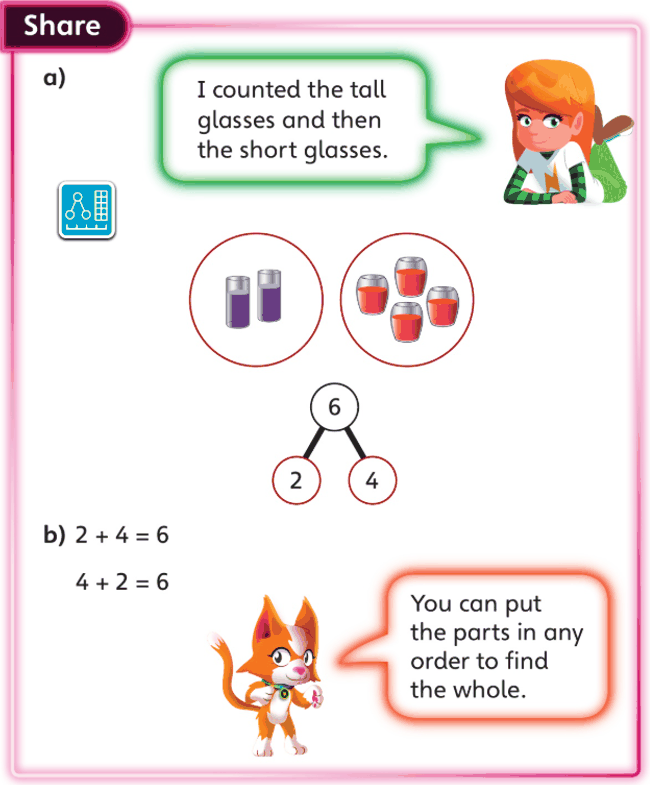 Share
a)
I counted the tall
glasses and then
the short glasses.
6
2 4
b) 2 + 4 = 6
4 + 2 = 6
You can put
the parts in any
order to find
the whole.